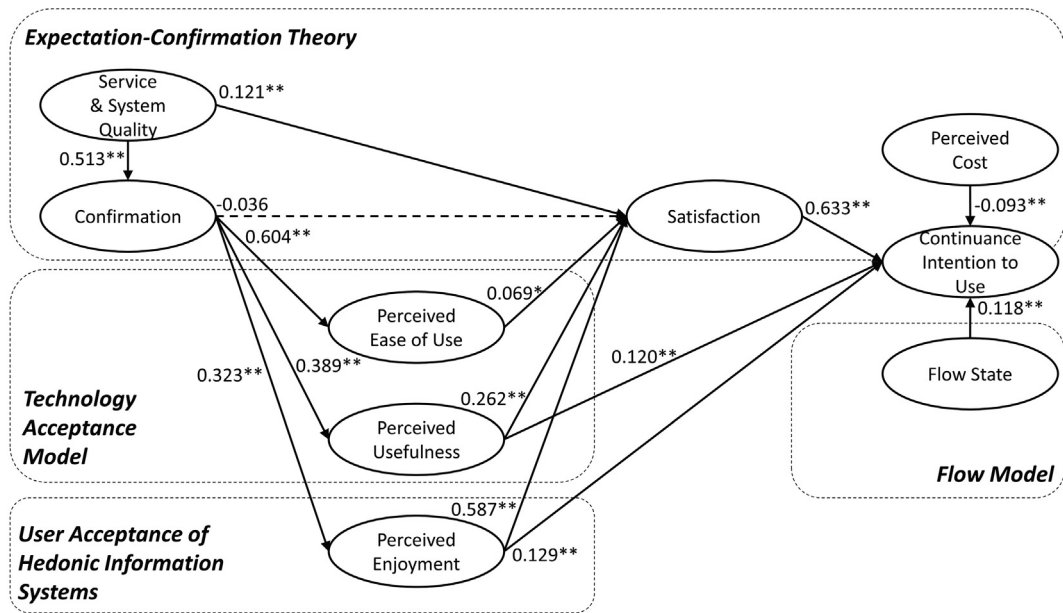 Expectation-Confirmation Theory
Service
& System
Quality
0.121**
0.513**
Confirmation
-0.036
0.604**
Satisfaction
0.633**
Perceived
Cost
-0.093**
Continuance
Intention to
Use
0.118**
Flow State
Flow Model
Perceived
Ease of Use
0.069*
0.323**
0.389**
0.120**
Technology
Acceptance
Model
Perceived
Usefulness
0.262**
User Acceptance of
Hedonic Information
Systems
Perceived
Enjoyment
0.587**
0.129**